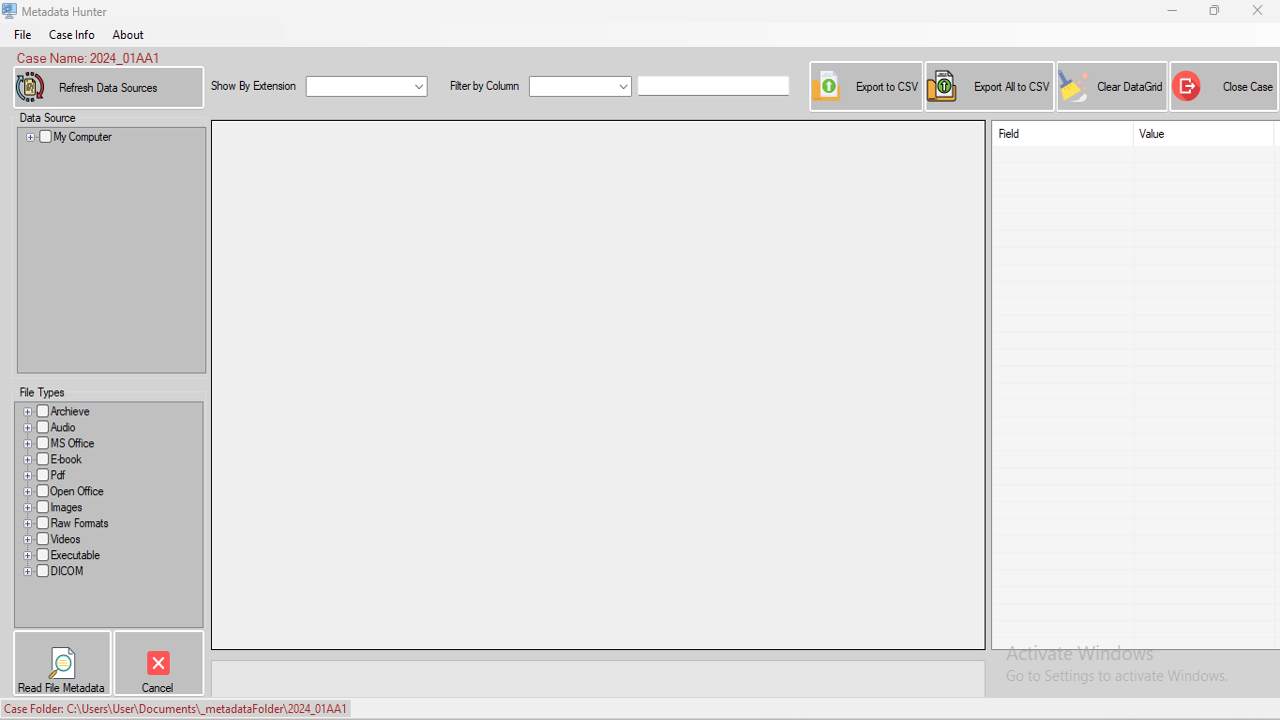 Metadata Hunter
File Case Info About
Case Name: 2024_01AA1
Refresh Data Sources Show By Extension Filter by Column Export to CSV Export All to CSV Clear DataGrid Close Case
Data Source
My Computer
Field Value
File Types
Archieve
Audio
MS Office
E-book
Pdf
Open Office
Images
Raw Formats
Videos
Executable
DICOM
Read File Metadata Cancel
Activate Windows
Go to Settings to activate Windows.
Case Folder: C:\Users\User\Documents\_metadataFolder\2024_01AA1